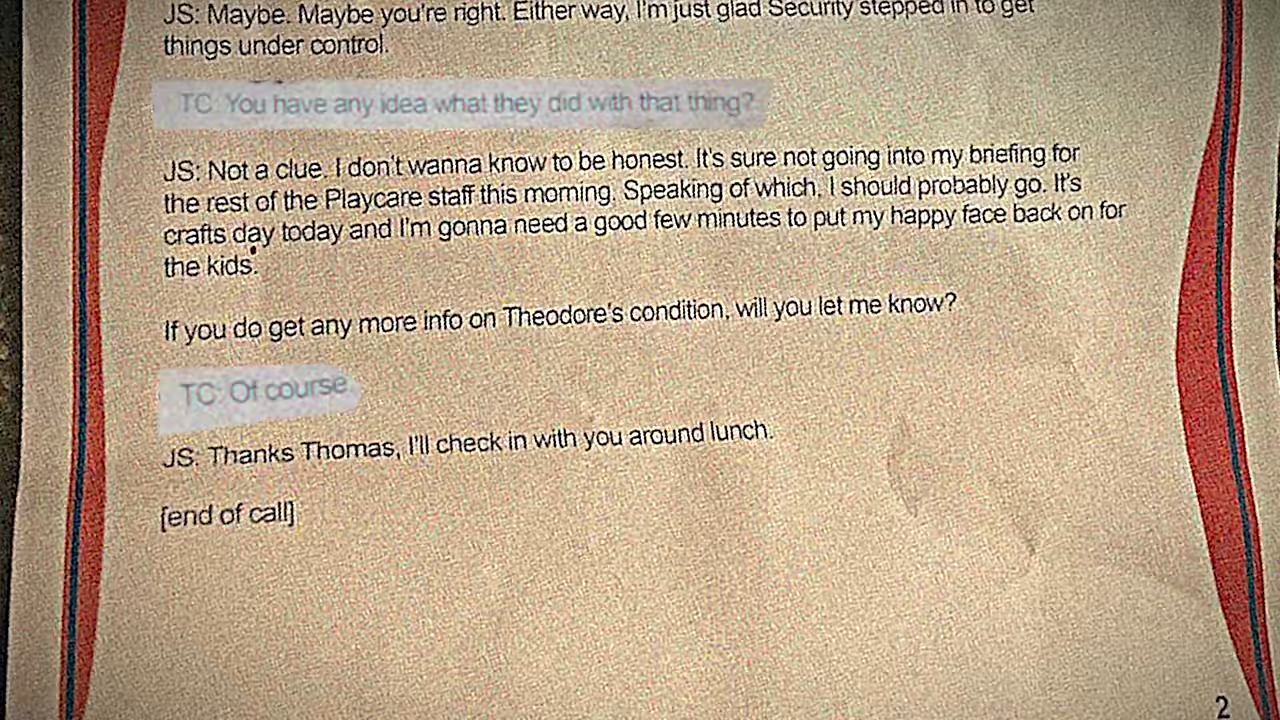 JS: Maybe. Maybe you're right. Either way, I'm just glad Security stepped in to get
things under control.
TC: You have any idea what they did with that thing?
JS: Not a clue. I don't wanna know to be honest. It's sure not going into my briefing for
the rest of the Playcare staff this morning. Speaking of which, I should probably go. It's
crafts day today and I'm gonna need a good few minutes to put my happy face back on for
the kids.
If you do get any more info on Theodore's condition, will you let me know?
TC: Of course
JS: Thanks Thomas, I'll check in with you around lunch.
[end of call]
2